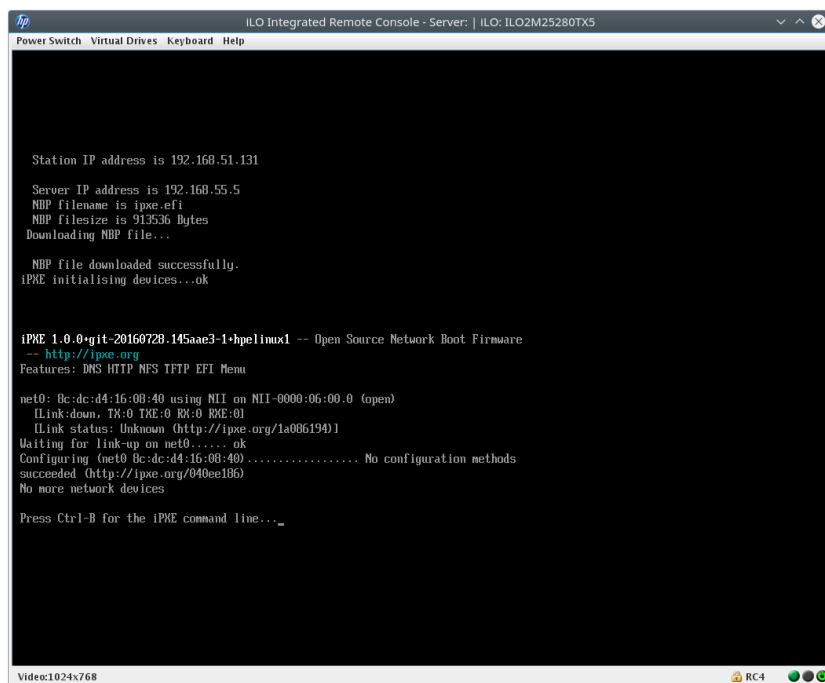 hp
iLO Integrated Remote Console - Server: | iLO: ILO2M25280TX5
Power Switch Virtual Drives Keyboard Help
Station IP address is 192.168.51.131
Server IP address is 192.168.55.5
NBP filename is ipxe.efi
NBP filesize is 913536 Bytes
Downloading NBP file...
NBP file downloaded successfully.
iPXE initialising devices...ok
iPXE 1.0.0+git-20160728.145aae3-1+hpelinux1 -- Open Source Network Boot Firmware
-- http://ipxe.org
Features: DNS HTTP NFS TFTP EFI Menu
net0: 8c:dc:d4:16:08:40 using NII on NII-0000:06:00.0 (open)
[Link:down, TX:0 TXE:0 RX:0 RXE:0]
[Link status: Unknown (http://ipxe.org/1a086194)]
Waiting for link-up on net0...... ok
Configuring (net0 8c:dc:d4:16:08:40)................. No configuration methods
succeeded (http://ipxe.org/040ee186)
No more network devices
Press Ctrl-B for the iPXE command line..._
Video:1024x768 RC4